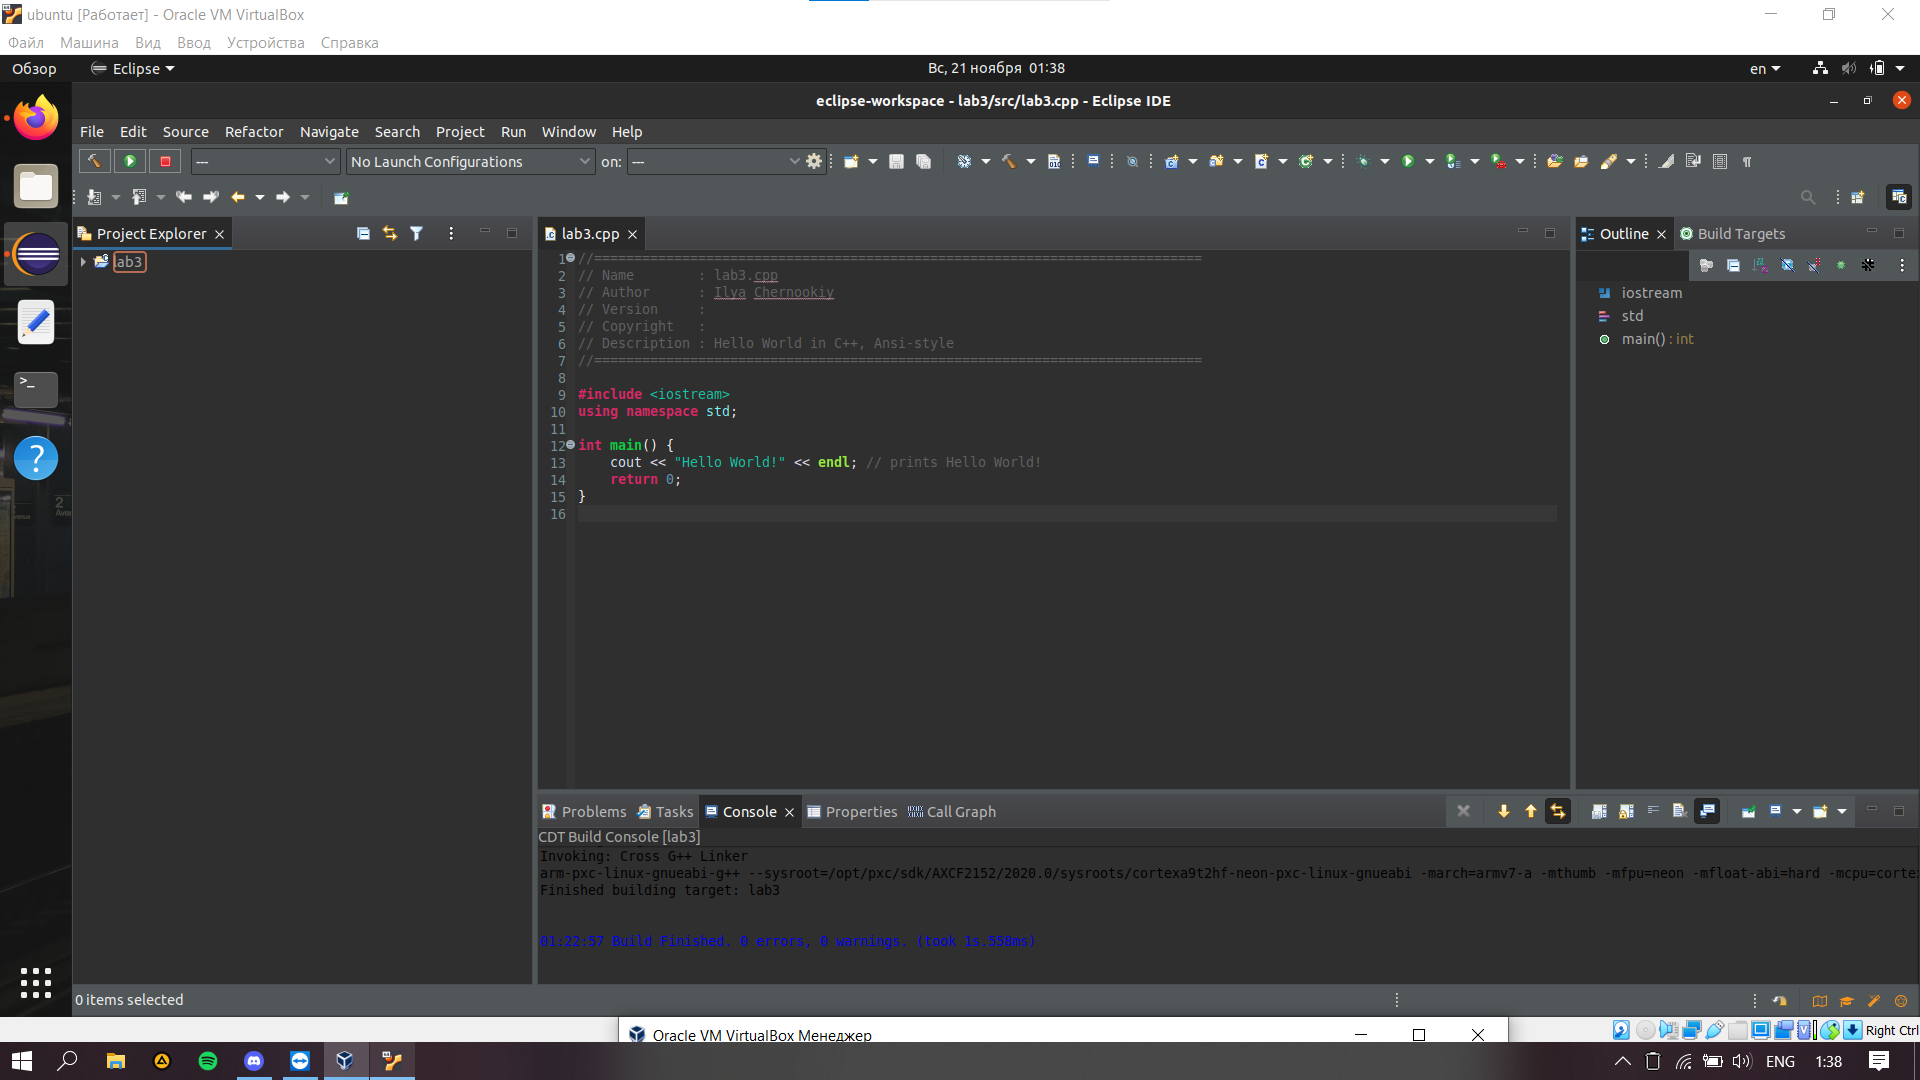 ubuntu [Работает] - Oracle VM VirtualBox
Файл Машина Вид Ввод Устройства Справка
Обзор Eclipse Вс, 21 ноября 01:38 en
eclipse-workspace - lab3/src/lab3.cpp - Eclipse IDE
File Edit Source Refactor Navigate Search Project Run Window Help
--- No Launch Configurations on: ---
Project Explorer
lab3
lab3.cpp
1 //============================================================================
2 // Name        : lab3.cpp
3 // Author      : Ilya Chernookiy
4 // Version     :
5 // Copyright   :
6 // Description : Hello World in C++, Ansi-style
7 //============================================================================
8
9 #include <iostream>
10 using namespace std;
11
12 int main() {
13     cout << "Hello World!" << endl; // prints Hello World!
14     return 0;
15 }
16
Outline Build Targets
iostream
std
main() : int
Problems Tasks Console Properties Call Graph
CDT Build Console [lab3]
Invoking: Cross G++ Linker
arm-pxc-linux-gnueabi-g++ --sysroot=/opt/pxc/sdk/AXCF2152/2020.0/sysroots/cortexa9t2hf-neon-pxc-linux-gnueabi -march=armv7-a -mthumb -mfpu=neon -mfloat-abi=hard -mcpu=corte
Finished building target: lab3
01:22:57 Build Finished. 0 errors, 0 warnings. (took 1s.558ms)
0 items selected
Oracle VM VirtualBox Менеджер
Right Ctrl
ENG 1:38